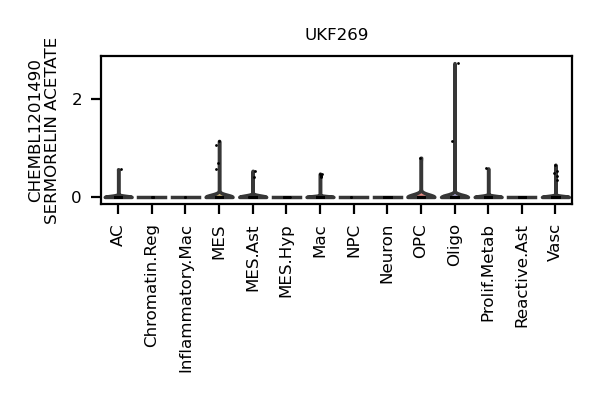 UKF269
CHEMBL1201490
SERMORELIN ACETATE
2
0
AC
Chromatin.Reg
Inflammatory.Mac
MES
MES.Ast
MES.Hyp
Mac
NPC
Neuron
OPC
Oligo
Prolif.Metab
Reactive.Ast
Vasc